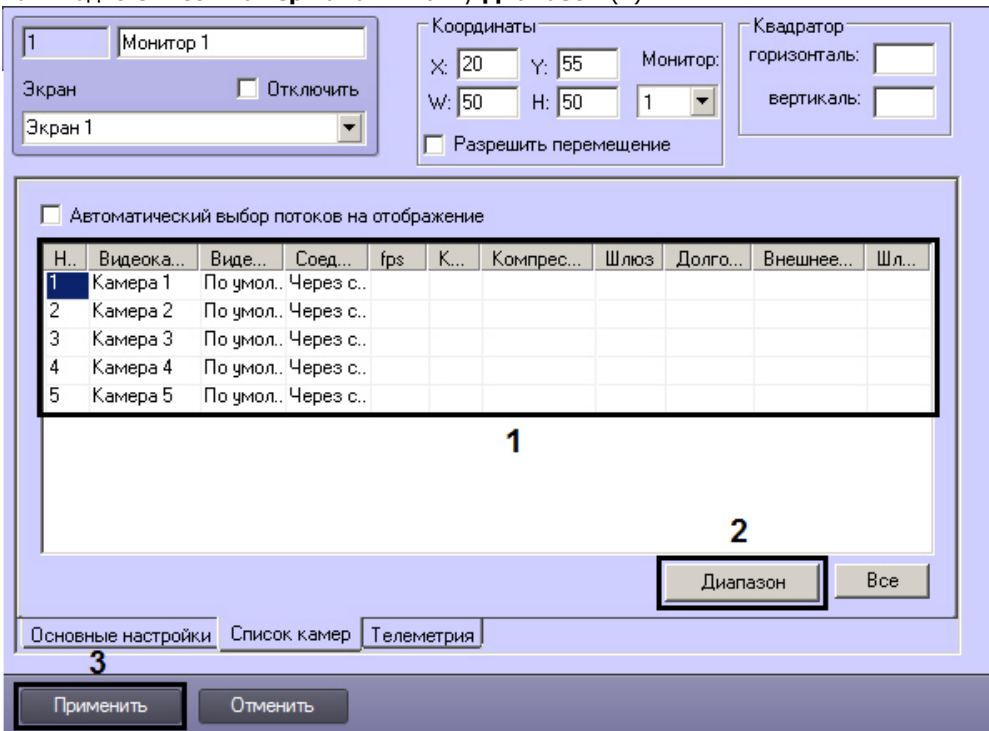 1 Монитор 1
Экран Отключить
Экран 1
Координаты
X: 20 Y: 55 Монитор:
W: 50 H: 50 1
Разрешить перемещение
Квадратор
горизонталь:
вертикаль:
Автоматический выбор потоков на отображение
Н.. Видеока... Виде... Соед... fps К... Компрес... Шлюз Долго... Внешнее... Шл...
1 Камера 1 По умол.. Через с..
2 Камера 2 По умол.. Через с..
3 Камера 3 По умол.. Через с..
4 Камера 4 По умол.. Через с..
5 Камера 5 По умол.. Через с..
1
2
Диапазон Все
Основные настройки Список камер Телеметрия
3
Применить Отменить